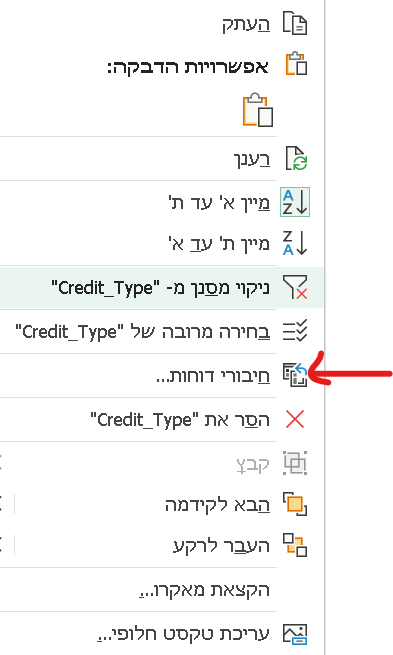 העתק
אפשרויות הדבקה:
רענן
מיין א' עד ת'
מיין ת' עד א'
ניקוי מסנן מ- "Credit_Type"
בחירה מרובה של "Credit_Type"
חיבורי דוחות...
הסר את "Credit_Type"
קבץ
הבא לקידמה
העבר לרקע
הקצאת מאקרו...
עריכת טקסט חלופי...